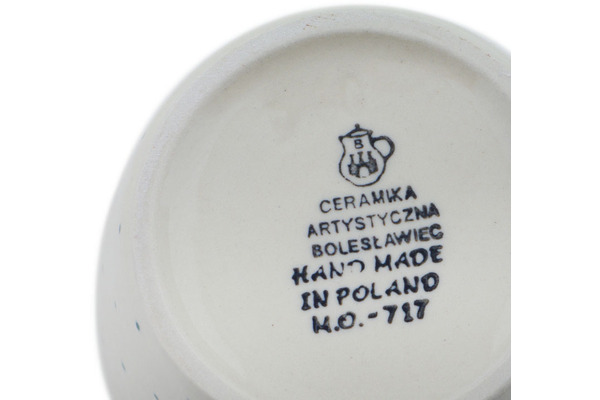 B
CERAMIKA
ARTYSTYCZNA
BOLESŁAWIEC
HAND MADE
IN POLAND
M.O.-717